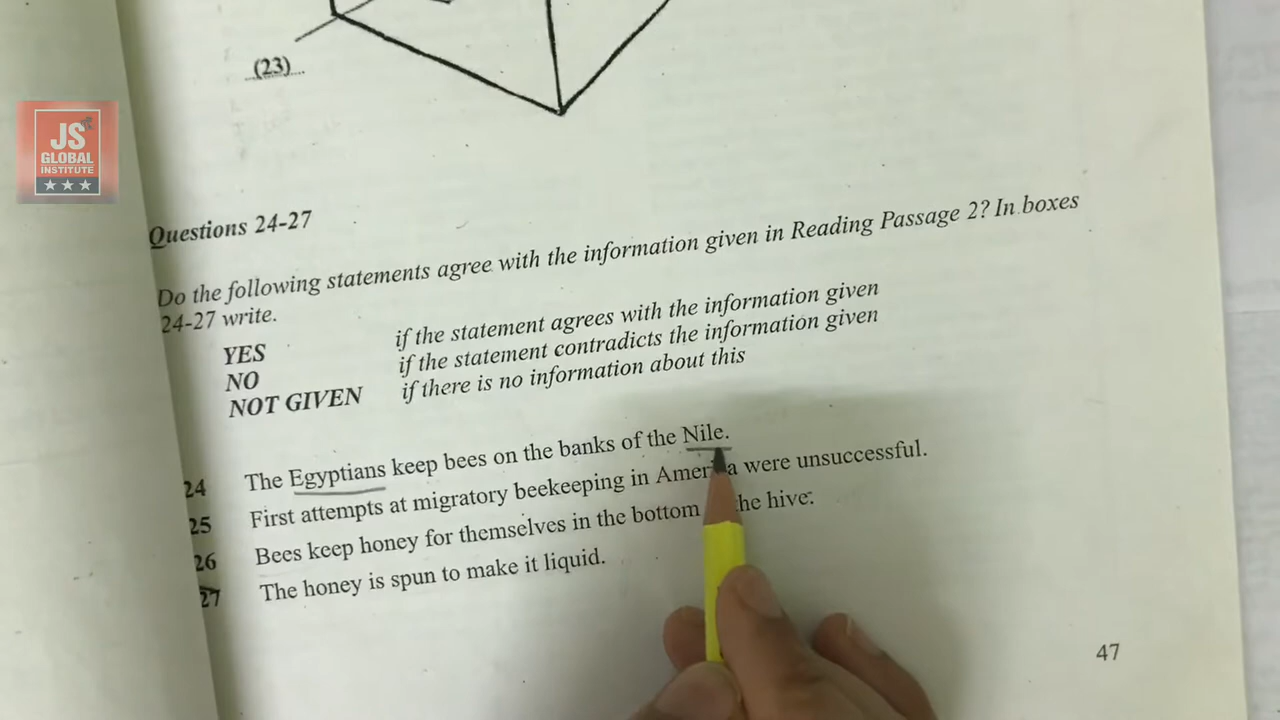 (23)
JS
GLOBAL
INSTITUTE
Questions 24-27
Do the following statements agree with the information given in Reading Passage 2? In boxes
24-27 write.
YES if the statement agrees with the information given
NO if the statement contradicts the information given
NOT GIVEN if there is no information about this
24 The Egyptians keep bees on the banks of the Nile.
25 First attempts at migratory beekeeping in America were unsuccessful.
26 Bees keep honey for themselves in the bottom the hive.
27 The honey is spun to make it liquid.
47